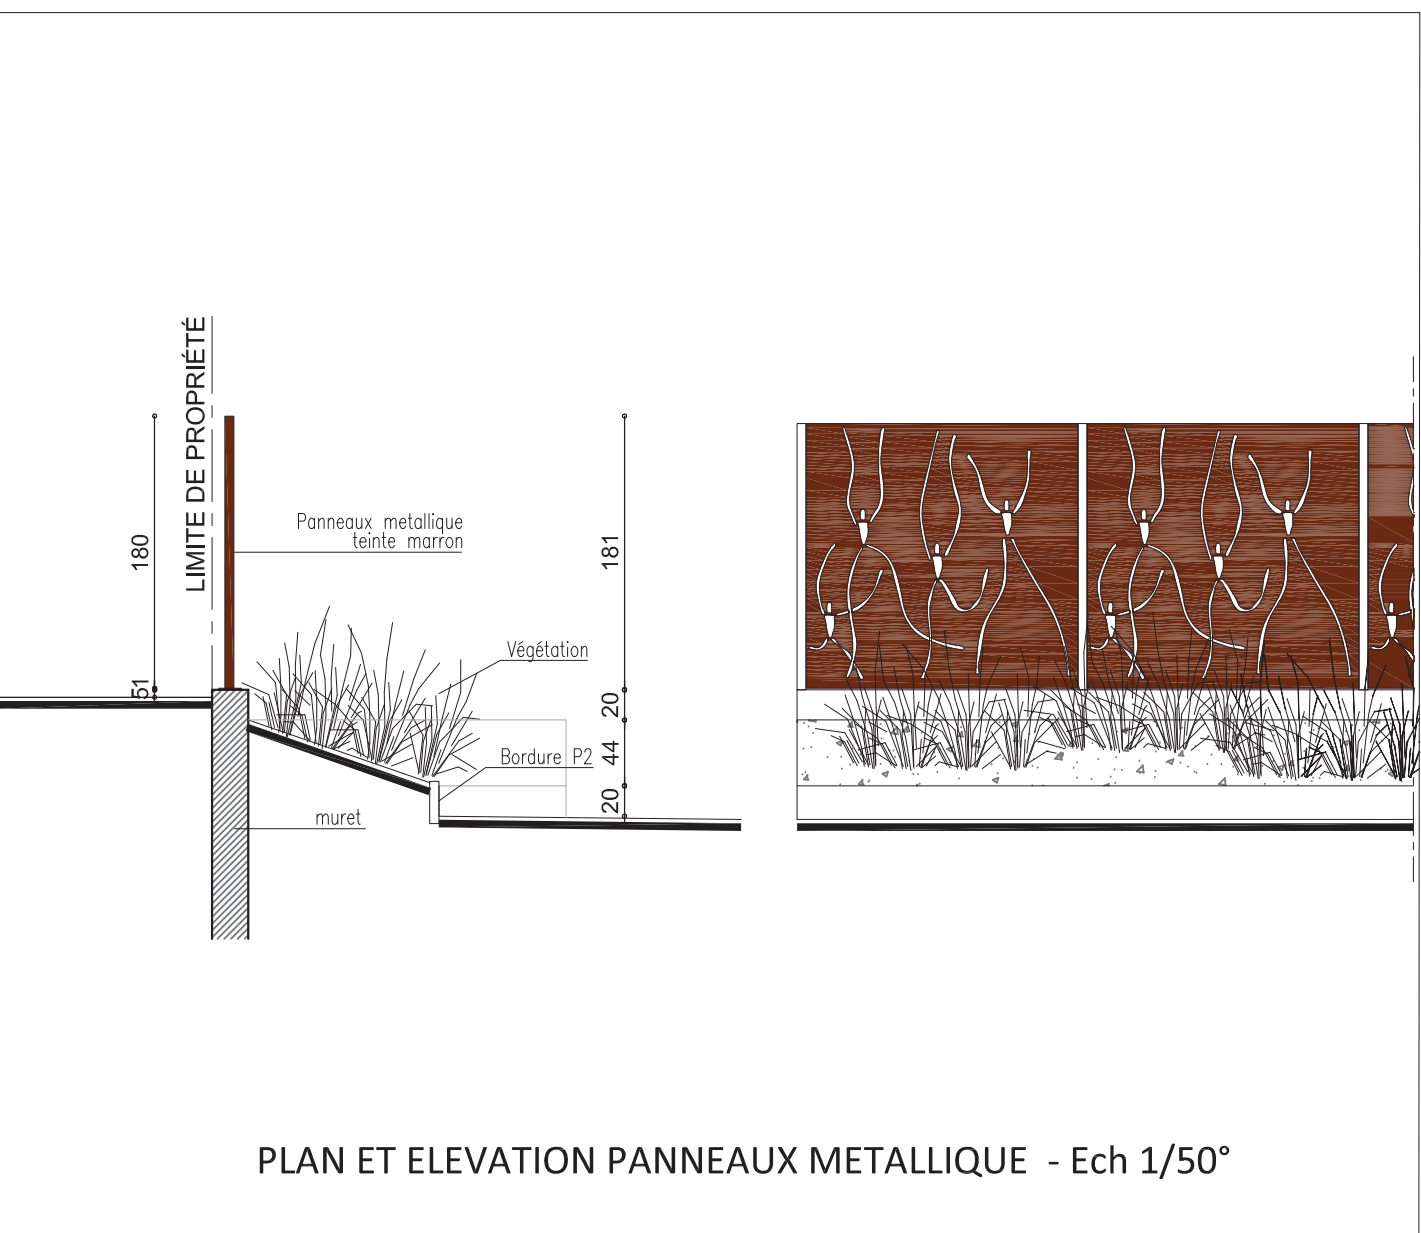 LIMITE DE PROPRIÉTÉ
180
51
Panneaux metallique
teinte marron
181
Végétation
20
44
Bordure P2
20
muret
PLAN ET ELEVATION PANNEAUX METALLIQUE - Ech 1/50°